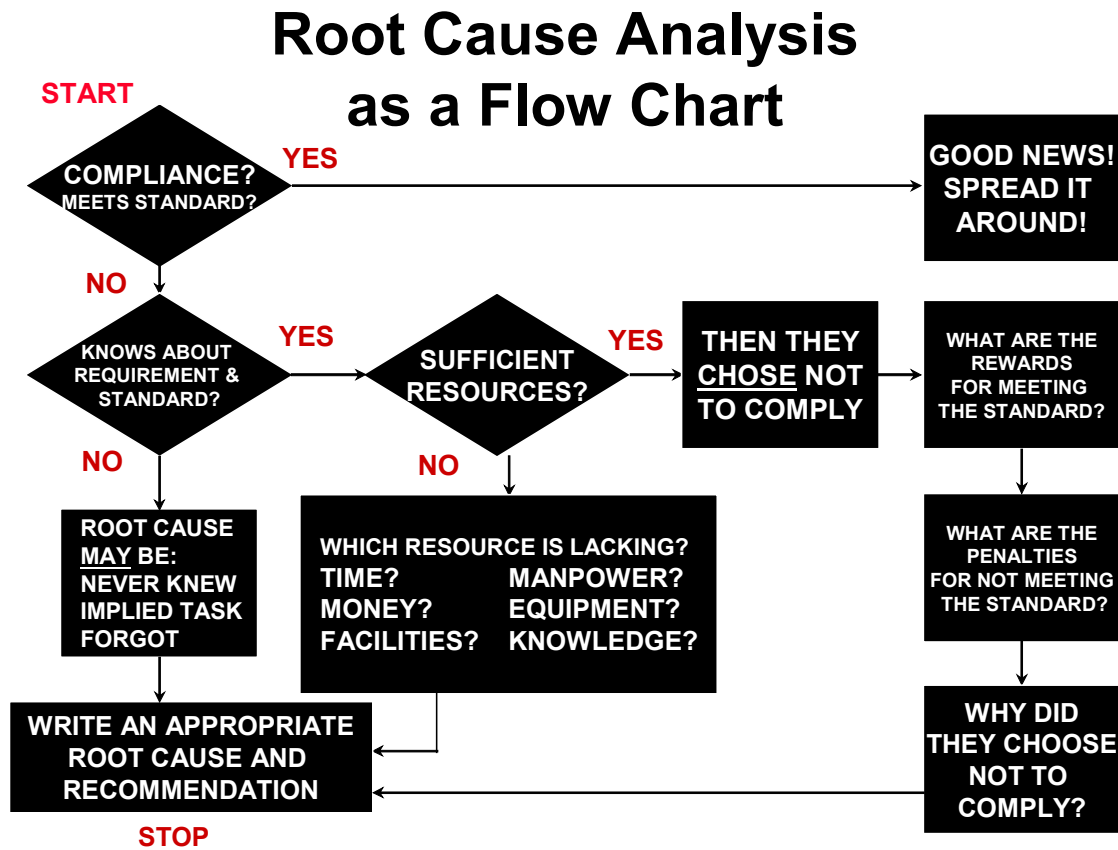 Root Cause Analysis
as a Flow Chart
START
COMPLIANCE?
MEETS STANDARD?
YES
GOOD NEWS!
SPREAD IT
AROUND!
NO
KNOWS ABOUT
REQUIREMENT &
STANDARD?
YES
SUFFICIENT
RESOURCES?
YES
THEN THEY
CHOSE NOT
TO COMPLY
WHAT ARE THE
REWARDS
FOR MEETING
THE STANDARD?
NO
ROOT CAUSE
MAY BE:
NEVER KNEW
IMPLIED TASK
FORGOT
NO
WHICH RESOURCE IS LACKING?
TIME? MANPOWER?
MONEY? EQUIPMENT?
FACILITIES? KNOWLEDGE?
WHAT ARE THE
PENALTIES
FOR NOT MEETING
THE STANDARD?
WRITE AN APPROPRIATE
ROOT CAUSE AND
RECOMMENDATION
WHY DID
THEY CHOOSE
NOT TO
COMPLY?
STOP